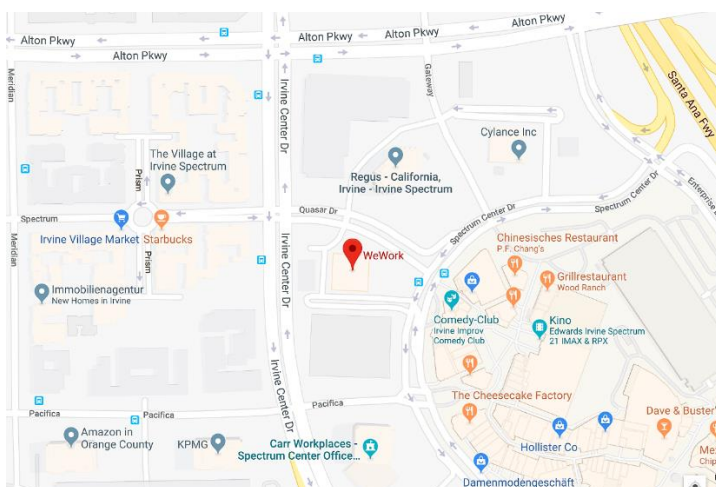 Alton Pkwy
Alton Pkwy
Alton Pkwy
Alton Pkwy
Meridian
Irvine Center Dr
Gateway
Santa Ana Fwy
Cylance Inc
The Village at
Irvine Spectrum
Prism
Regus - California,
Irvine - Irvine Spectrum
Enterprise
Spectrum Center Dr
Spectrum
Quasar Dr
Spectrum Center Dr
Irvine Village Market
Starbucks
Meridian
Prism
Irvine Center Dr
WeWork
Chinesisches Restaurant
P.F. Chang's
Grillrestaurant
Wood Ranch
Immobilienagentur
New Homes in Irvine
Comedy-Club
Irvine Improv
Comedy Club
Kino
Edwards Irvine Spectrum
21 IMAX & RPX
The Cheesecake Factory
Irvine Center Dr
Pacifica
Pacifica
Pacifica
Dave & Buster'
Amazon in
Orange County
KPMG
Carr Workplaces -
Spectrum Center Office...
Hollister Co
Mex
Chip
Damenmodengeschäft